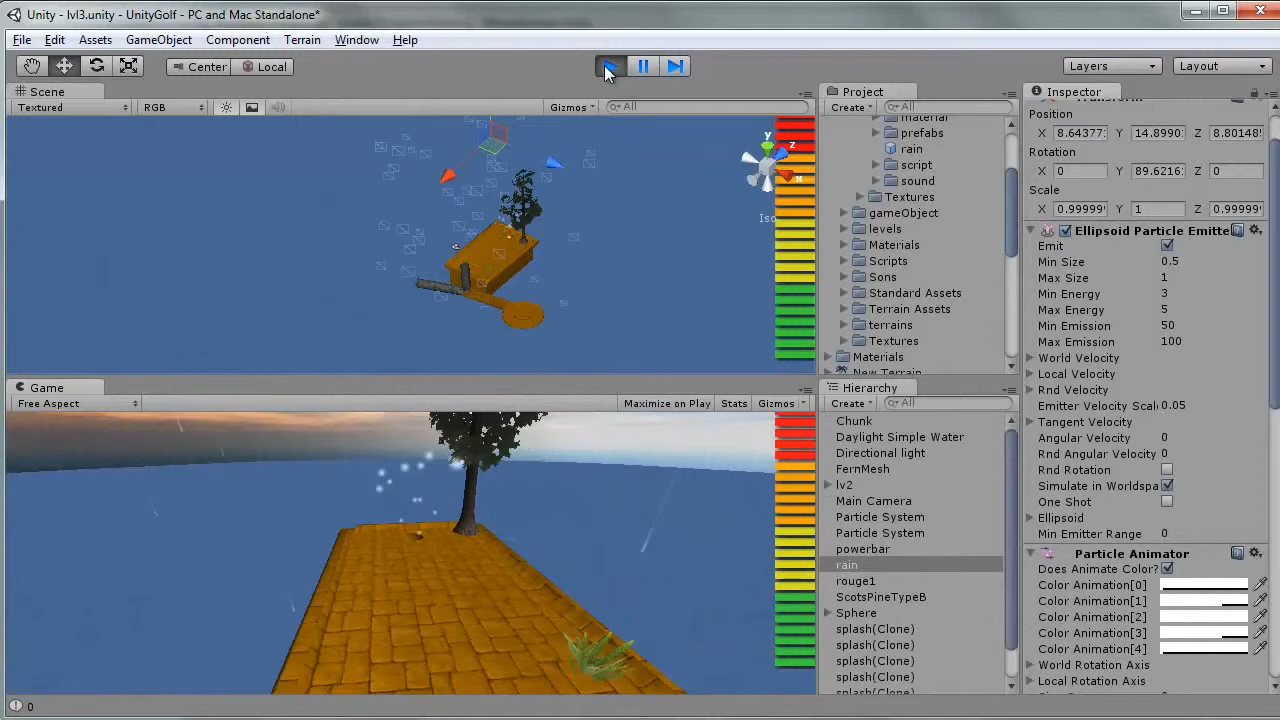 Unity - lvl3.unity - UnityGolf - PC and Mac Standalone*
File Edit Assets GameObject Component Terrain Window Help
Center Local Layers Layout
Scene
Textured RGB Gizmos All
y
z
x
Iso
Game
Free Aspect Maximize on Play Stats Gizmos
Project
Create All
material
prefabs
rain
script
sound
Textures
gameObject
levels
Materials
Scripts
Sons
Standard Assets
Terrain Assets
terrains
Textures
Materials
New Terrain
Hierarchy
Create All
Chunk
Daylight Simple Water
Directional light
FernMesh
lv2
Main Camera
Particle System
Particle System
powerbar
rain
rouge1
ScotsPineTypeB
Sphere
splash(Clone)
splash(Clone)
splash(Clone)
splash(Clone)
splash(Clone)
Inspector
Transform
Position
X 8.64377 Y 14.8990 Z 8.80148
Rotation
X 0 Y 89.6216 Z 0
Scale
X 0.99999 Y 1 Z 0.99999
Ellipsoid Particle Emitte
Emit
Min Size 0.5
Max Size 1
Min Energy 3
Max Energy 5
Min Emission 50
Max Emission 100
World Velocity
Local Velocity
Rnd Velocity
Emitter Velocity Scal 0.05
Tangent Velocity
Angular Velocity 0
Rnd Angular Velocity 0
Rnd Rotation
Simulate in Worldspa
One Shot
Ellipsoid
Min Emitter Range 0
Particle Animator
Does Animate Color?
Color Animation[0]
Color Animation[1]
Color Animation[2]
Color Animation[3]
Color Animation[4]
World Rotation Axis
Local Rotation Axis
0